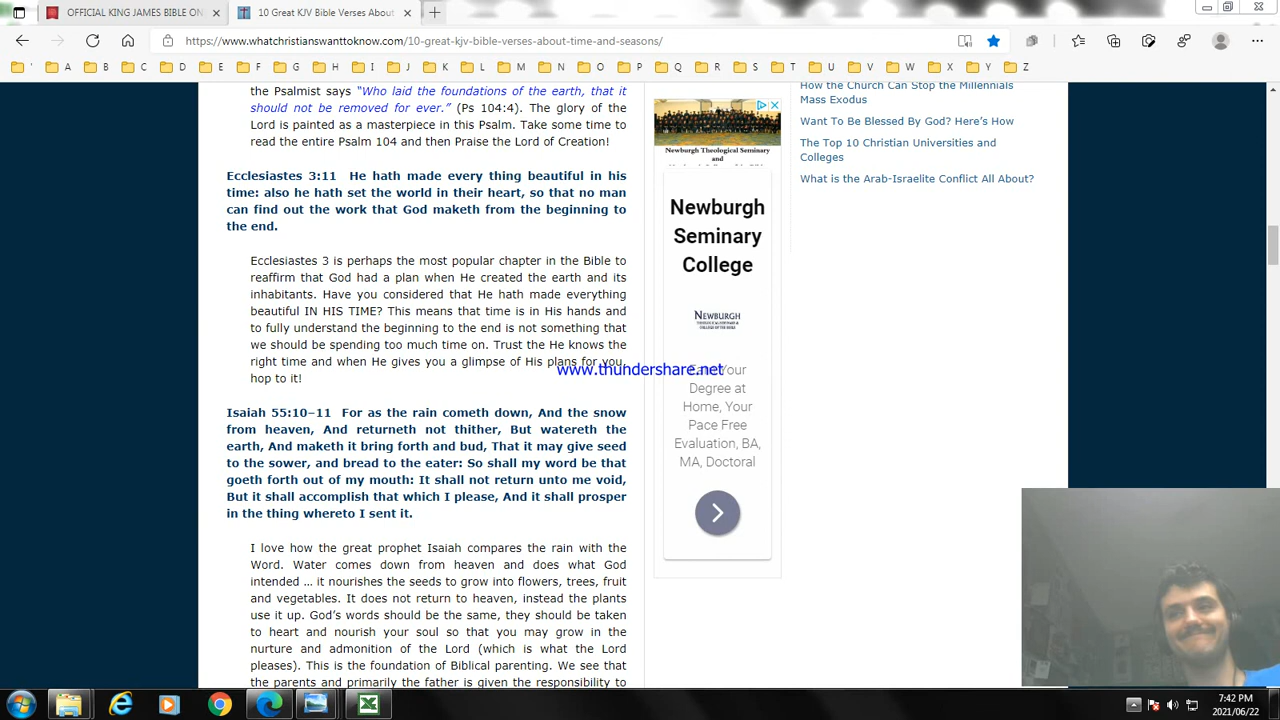 OFFICIAL KING JAMES BIBLE ON
10 Great KJV Bible Verses About
https://www.whatchristianswanttoknow.com/10-great-kjv-bible-verses-about-time-and-seasons/
' A B C D E F G H I J K L M N O P Q R S T U V W X Y Z
the Psalmist says “Who laid the foundations of the earth, that it
should not be removed for ever.” (Ps 104:4). The glory of the
Lord is painted as a masterpiece in this Psalm. Take some time to
read the entire Psalm 104 and then Praise the Lord of Creation!
Ecclesiastes 3:11 He hath made every thing beautiful in his
time: also he hath set the world in their heart, so that no man
can find out the work that God maketh from the beginning to
the end.
Ecclesiastes 3 is perhaps the most popular chapter in the Bible to
reaffirm that God had a plan when He created the earth and its
inhabitants. Have you considered that He hath made everything
beautiful IN HIS TIME? This means that time is in His hands and
to fully understand the beginning to the end is not something that
we should be spending too much time on. Trust the He knows the
right time and when He gives you a glimpse of His plans for you,
hop to it!
Isaiah 55:10–11 For as the rain cometh down, And the snow
from heaven, And returneth not thither, But watereth the
earth, And maketh it bring forth and bud, That it may give seed
to the sower, and bread to the eater: So shall my word be that
goeth forth out of my mouth: It shall not return unto me void,
But it shall accomplish that which I please, And it shall prosper
in the thing whereto I sent it.
I love how the great prophet Isaiah compares the rain with the
Word. Water comes down from heaven and does what God
intended … it nourishes the seeds to grow into flowers, trees, fruit
and vegetables. It does not return to heaven, instead the plants
use it up. God’s words should be the same, they should be taken
to heart and nourish your soul so that you may grow in the
nurture and admonition of the Lord (which is what the Lord
pleases). This is the foundation of Biblical parenting. We see that
the parents and primarily the father is given the responsibility to
www.thundershare.net
Newburgh Theological Seminary
and
Newburgh
Seminary
College
NEWBURGH
Your
Degree at
Home, Your
Pace Free
Evaluation, BA,
MA, Doctoral
How the Church Can Stop the Millennials
Mass Exodus
Want To Be Blessed By God? Here’s How
The Top 10 Christian Universities and
Colleges
What is the Arab-Israelite Conflict All About?
7:42 PM
2021/06/22